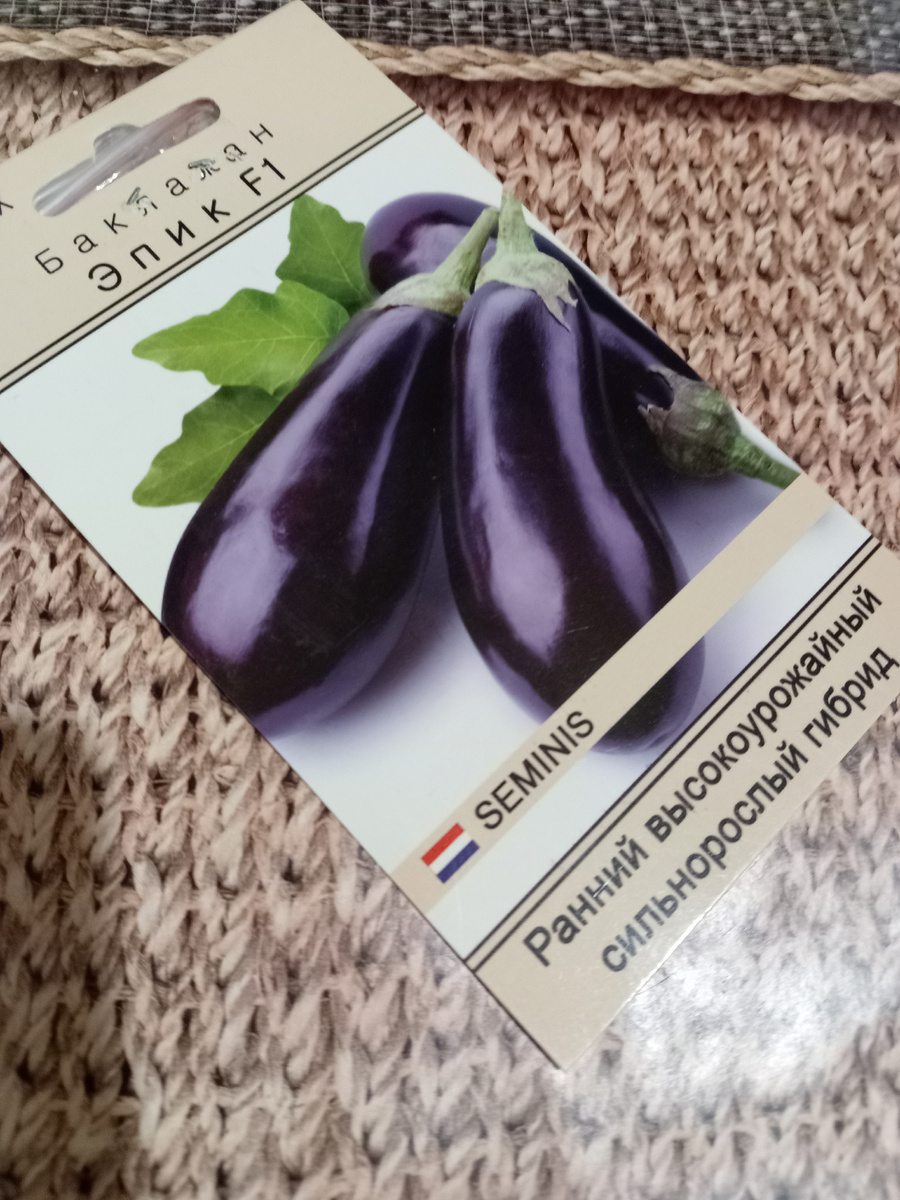 Баклажан
Эпик F1
SEMINIS
Ранний высокоурожайный
сильнорослый гибрид